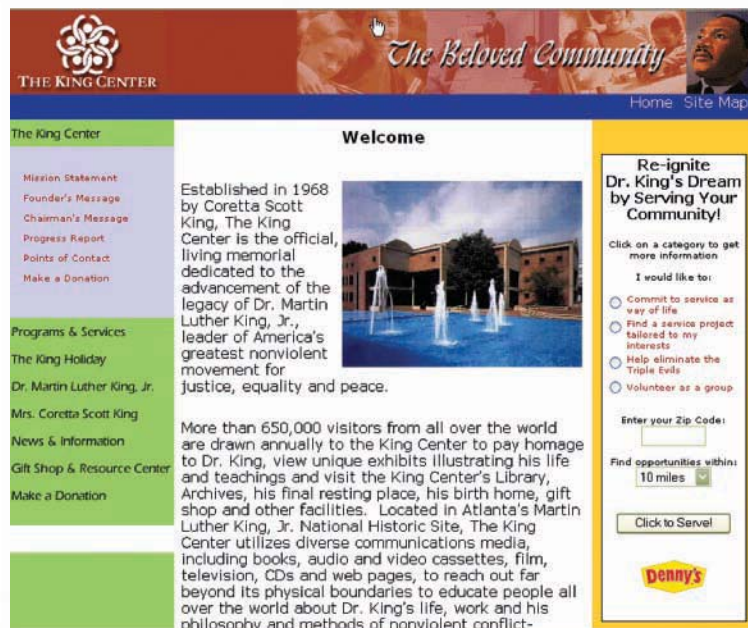 THE KING CENTER
The Beloved Community
Home Site Map
The King Center
Mission Statement
Founder's Message
Chairman's Message
Progress Report
Points of Contact
Make a Donation
Programs & Services
The King Holiday
Dr. Martin Luther King, Jr.
Mrs. Coretta Scott King
News & Information
Gift Shop & Resource Center
Make a Donation
Welcome
Established in 1968
by Coretta Scott
King, The King
Center is the official,
living memorial
dedicated to the
advancement of the
legacy of Dr. Martin
Luther King, Jr.,
leader of America's
greatest nonviolent
movement for
justice, equality and peace.
More than 650,000 visitors from all over the world
are drawn annually to the King Center to pay homage
to Dr. King, view unique exhibits illustrating his life
and teachings and visit the King Center's Library,
Archives, his final resting place, his birth home, gift
shop and other facilities. Located in Atlanta's Martin
Luther King, Jr. National Historic Site, The King
Center utilizes diverse communications media,
including books, audio and video cassettes, film,
television, CDs and web pages, to reach out far
beyond its physical boundaries to educate people all
over the world about Dr. King's life, work and his
philosophy and methods of nonviolent conflict-
Re-ignite
Dr. King's Dream
by Serving Your
Community!
Click on a category to get
more information
I would like to:
Commit to service as
way of life
Find a service project
tailored to my
interests
Help eliminate the
Triple Evils
Volunteer as a group
Enter your Zip Code:
Find opportunities within:
10 miles
Click to Serve!
Denny's